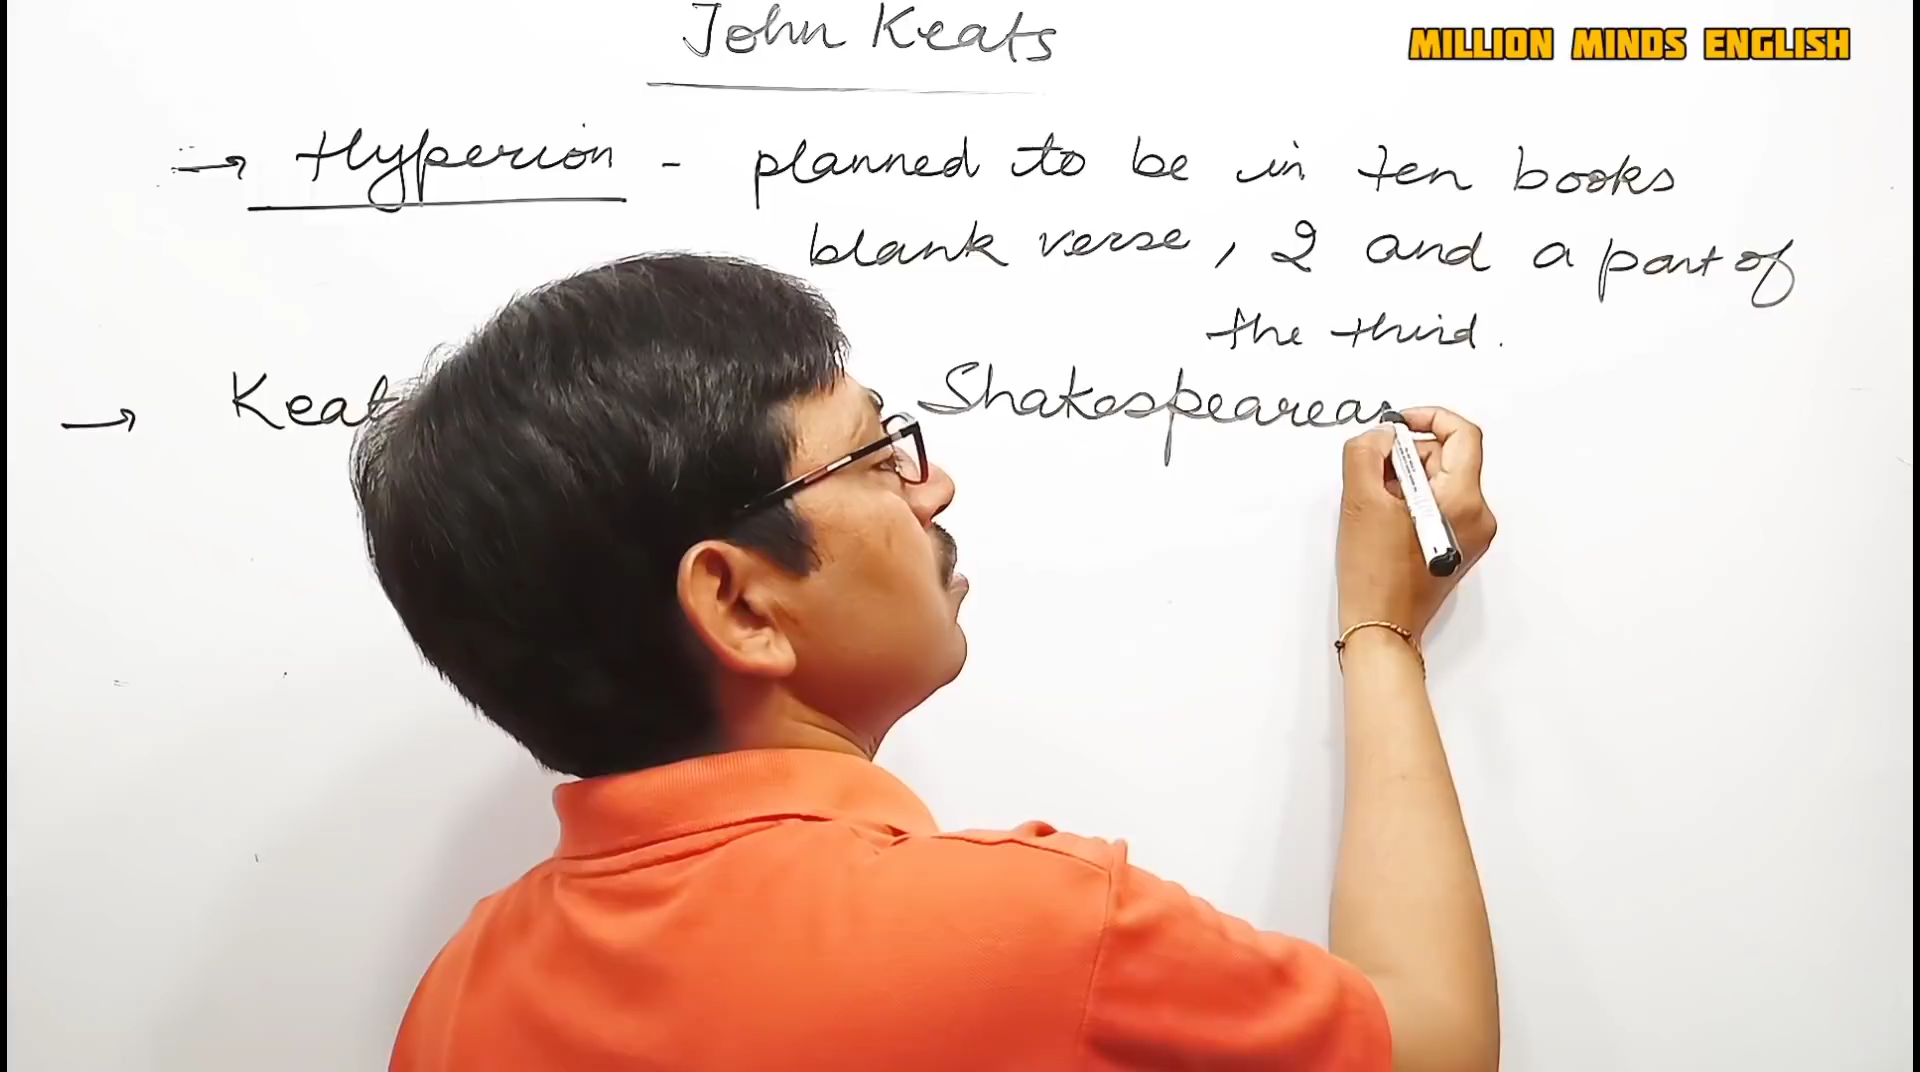 John Keats
MILLION MINDS ENGLISH
→ Hyperion - planned to be in ten books
blank verse, 2 and a part of
the third.
→ Keat Shakespearea